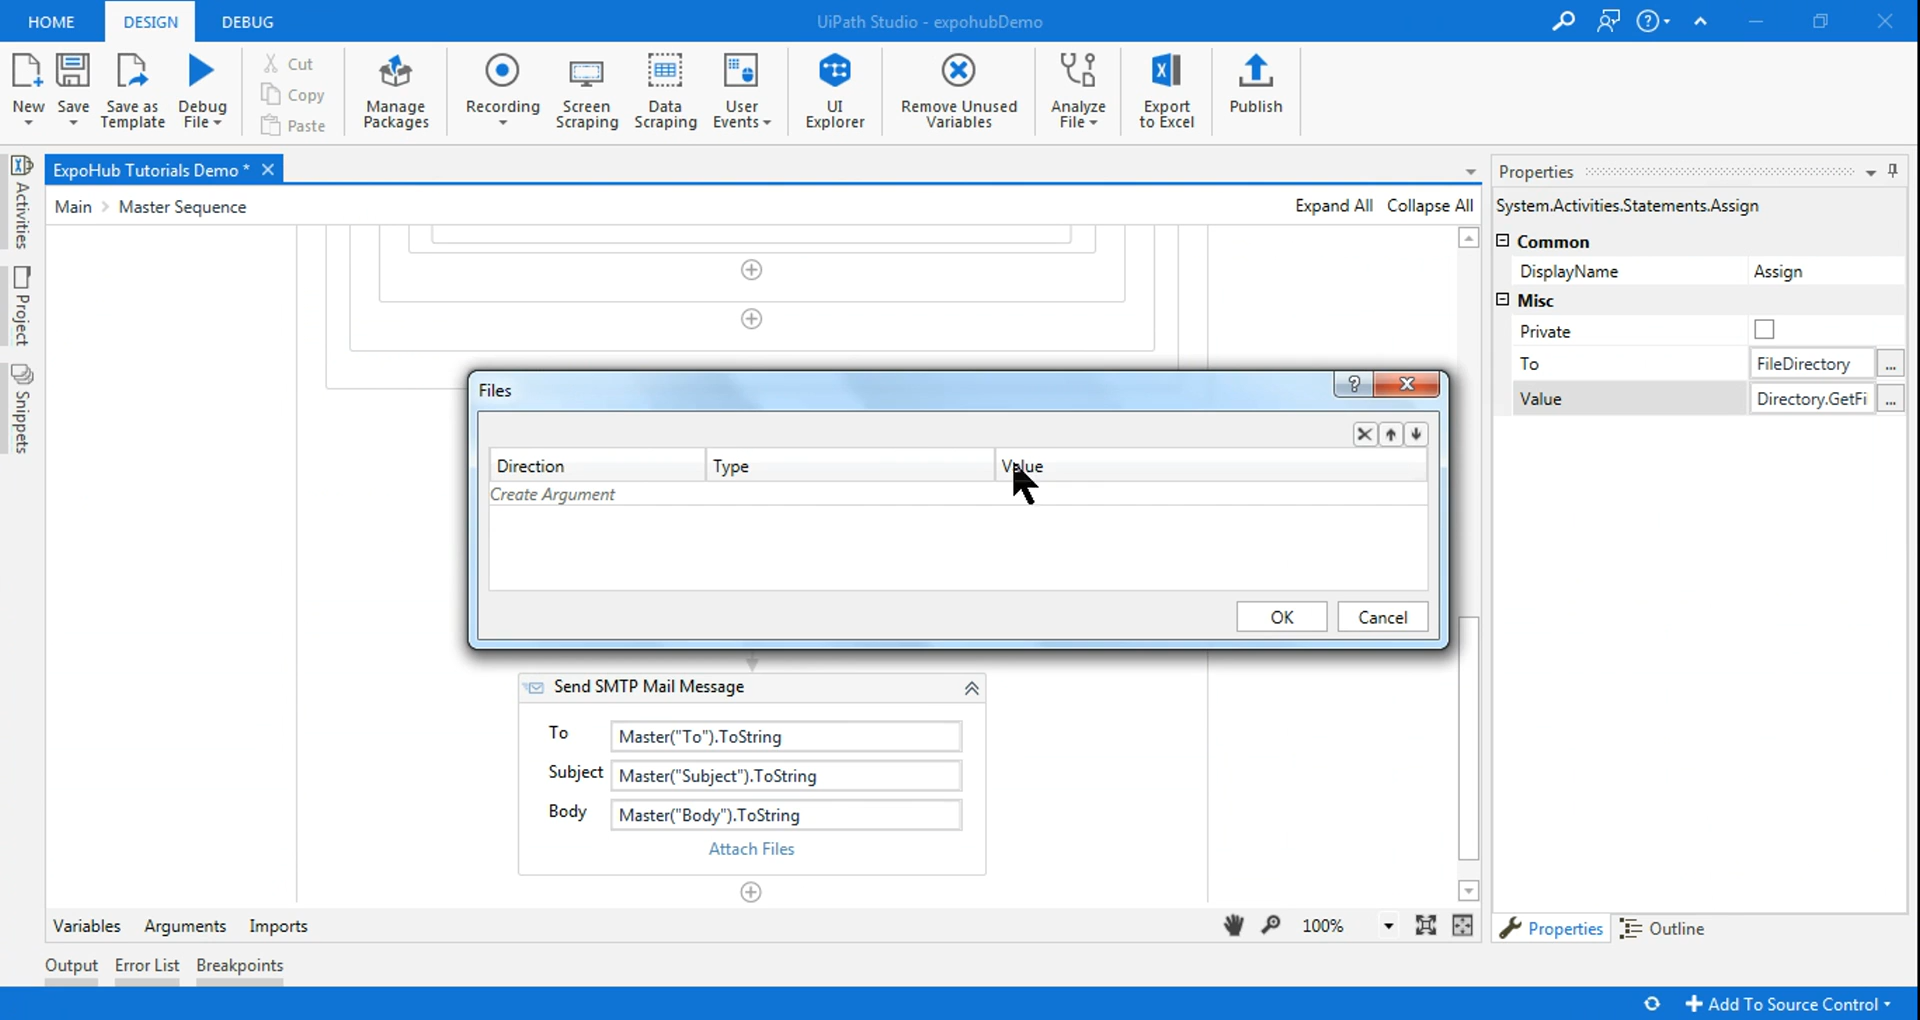 HOME DESIGN DEBUG UiPath Studio - expohubDemo
New Save Save as Template Debug File Cut Copy Paste Manage Packages Recording Screen Scraping Data Scraping User Events UI Explorer Remove Unused Variables Analyze File Export to Excel Publish
Activities
Project
Snippets
ExpoHub Tutorials Demo *
Main > Master Sequence Expand All Collapse All
Properties
System.Activities.Statements.Assign
Common
DisplayName Assign
Misc
Private
To FileDirectory ...
Value Directory.GetFi ...
Files
Direction Type Value
Create Argument
OK Cancel
Send SMTP Mail Message
To Master("To").ToString
Subject Master("Subject").ToString
Body Master("Body").ToString
Attach Files
Variables Arguments Imports 100%
Properties Outline
Output Error List Breakpoints
Add To Source Control